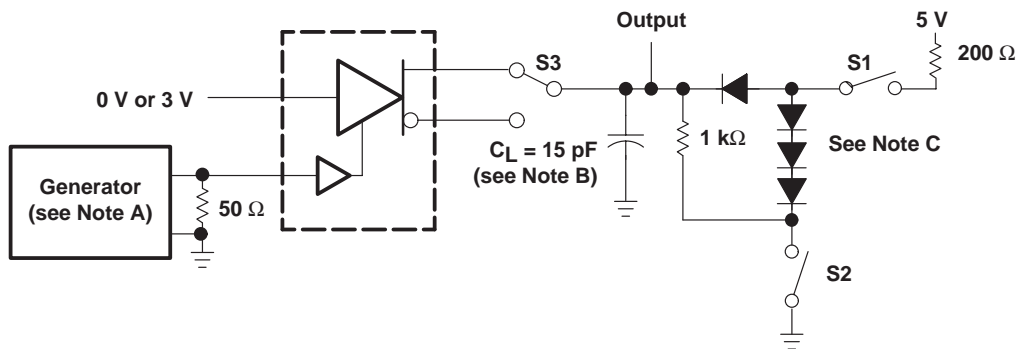 Output
5 V
S1
200 Ω
S3
0 V or 3 V
1 kΩ
See Note C
CL = 15 pF
(see Note B)
Generator
(see Note A)
50 Ω
S2